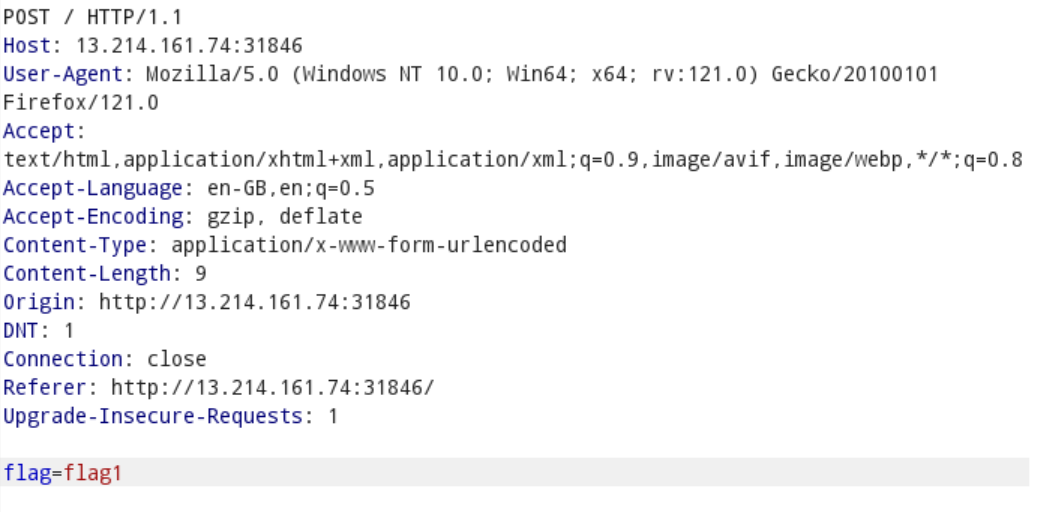 POST / HTTP/1.1
Host: 13.214.161.74:31846
User-Agent: Mozilla/5.0 (Windows NT 10.0; Win64; x64; rv:121.0) Gecko/20100101
Firefox/121.0
Accept:
text/html,application/xhtml+xml,application/xml;q=0.9,image/avif,image/webp,*/*;q=0.8
Accept-Language: en-GB,en;q=0.5
Accept-Encoding: gzip, deflate
Content-Type: application/x-www-form-urlencoded
Content-Length: 9
Origin: http://13.214.161.74:31846
DNT: 1
Connection: close
Referer: http://13.214.161.74:31846/
Upgrade-Insecure-Requests: 1
flag=flag1